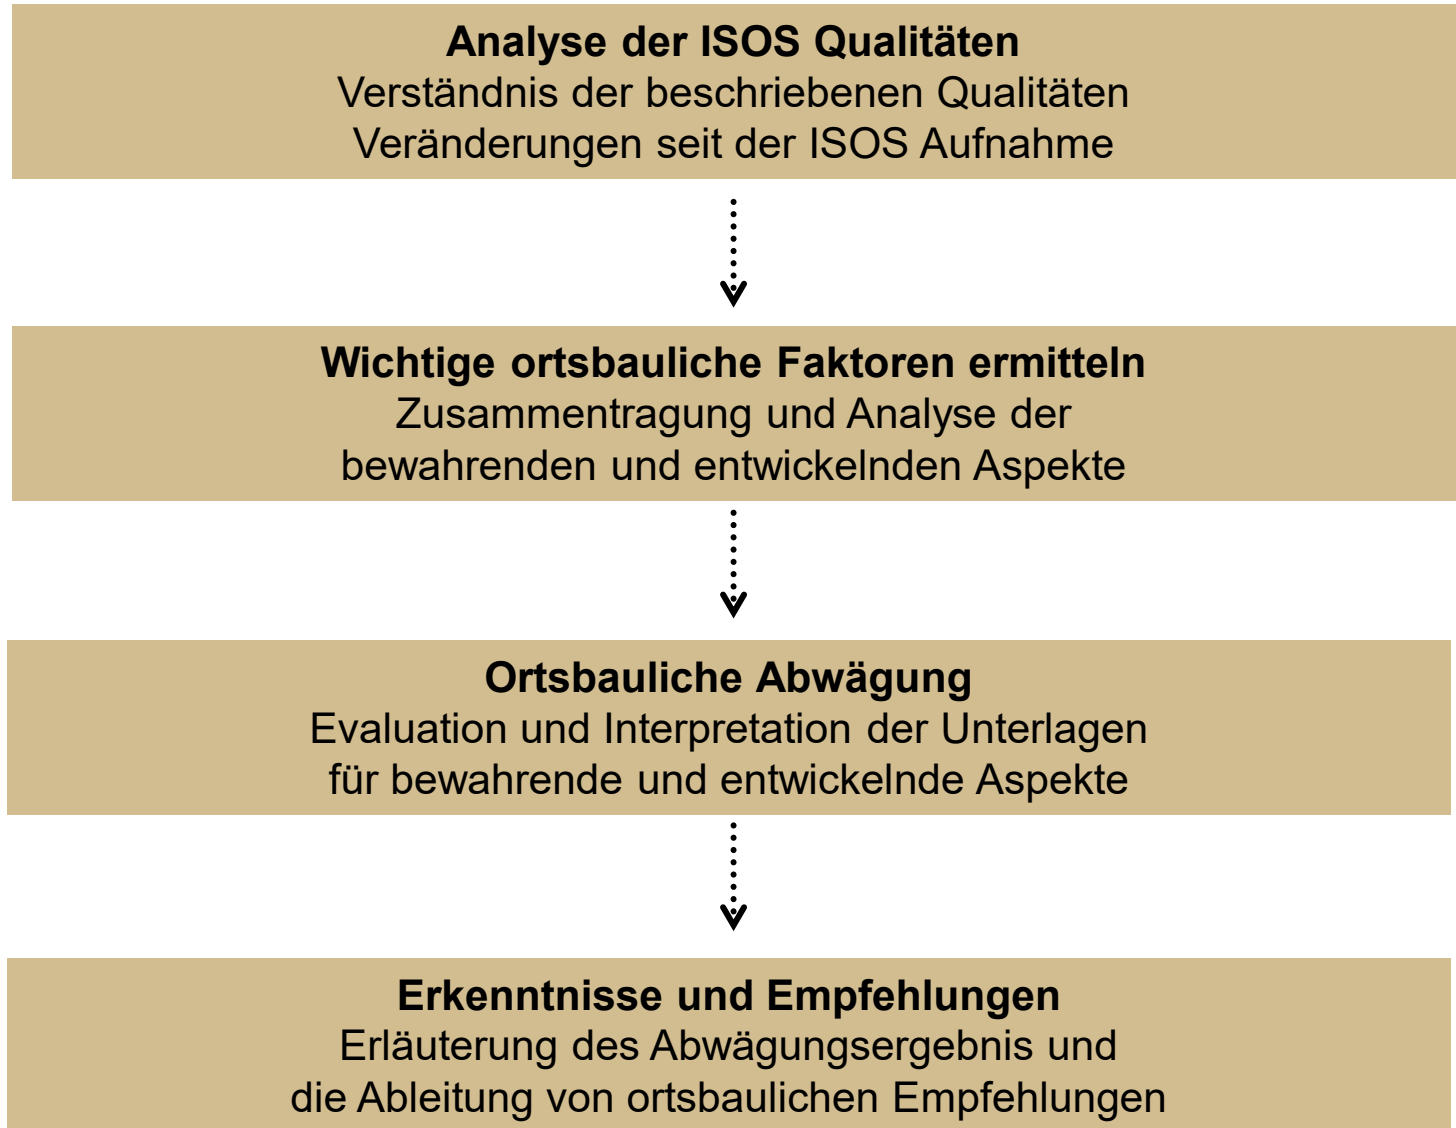 Analyse der ISOS Qualitäten
Verständnis der beschriebenen Qualitäten
Veränderungen seit der ISOS Aufnahme
Wichtige ortsbauliche Faktoren ermitteln
Zusammentragung und Analyse der
bewahrenden und entwickelnden Aspekte
Ortsbauliche Abwägung
Evaluation und Interpretation der Unterlagen
für bewahrende und entwickelnde Aspekte
Erkenntnisse und Empfehlungen
Erläuterung des Abwägungsergebnis und
die Ableitung von ortsbaulichen Empfehlungen